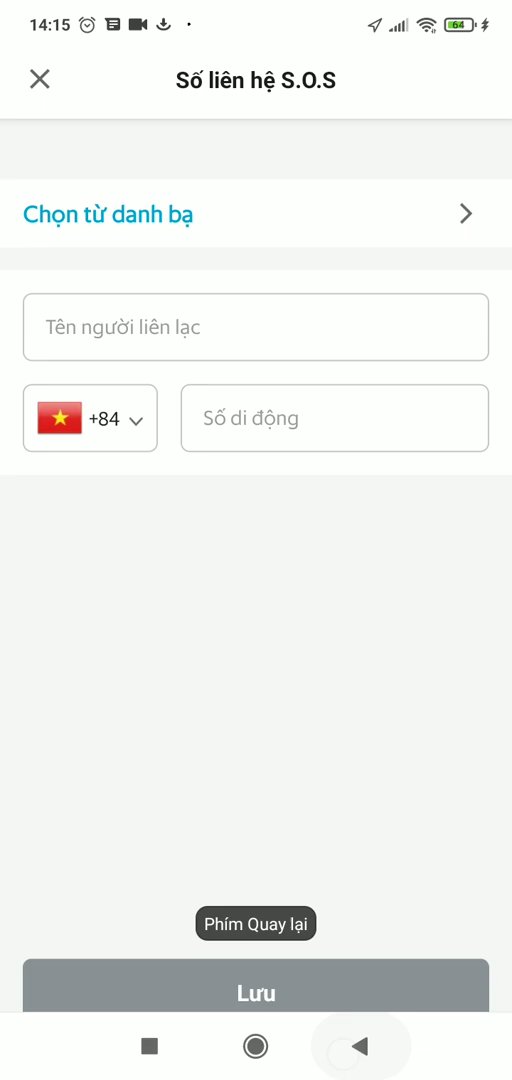 14:15
64
Số liên hệ S.O.S
Chọn từ danh bạ
Tên người liên lạc
+84
Số di động
Phím Quay lại
Lưu